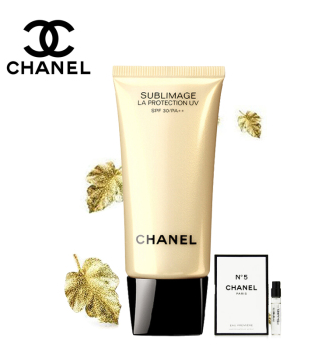 CHANEL
SUBLIMAGE
LA PROTECTION UV
SPF 30/PA++
CHANEL
N°5
CHANEL
PARIS